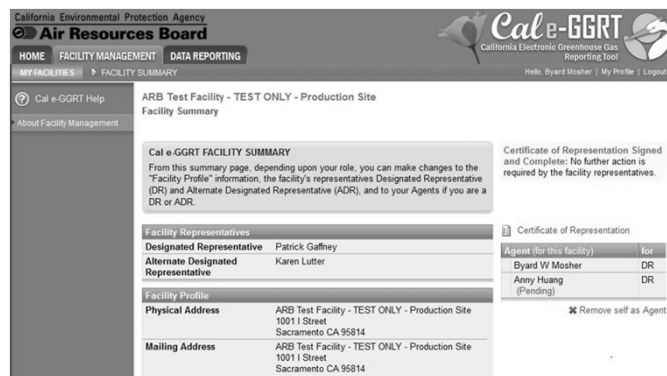 California Environmental Protection Agency
Air Resources Board
Cal e-GGRT
California Electronic Greenhouse Gas
Reporting Tool
HOME FACILITY MANAGEMENT DATA REPORTING
MY FACILITIES FACILITY SUMMARY
Hello, Byard Mosher | My Profile | Logout
Cal e-GGRT Help
About Facility Management
ARB Test Facility - TEST ONLY - Production Site
Facility Summary
Cal e-GGRT FACILITY SUMMARY
From this summary page, depending upon your role, you can make changes to the
"Facility Profile" information, the facility's representatives Designated Representative
(DR) and Alternate Designated Representative (ADR), and to your Agents if you are a
DR or ADR.
Certificate of Representation Signed
and Complete: No further action is
required by the facility representatives.
Facility Representatives
Designated Representative Patrick Gaffney
Alternate Designated Karen Lutter
Representative
Certificate of Representation
Agent (for this facility) for
Byard W Mosher DR
Anny Huang DR
(Pending)
Remove self as Agent
Facility Profile
Physical Address ARB Test Facility - TEST ONLY - Production Site
1001 I Street
Sacramento CA 95814
Mailing Address ARB Test Facility - TEST ONLY - Production Site
1001 I Street
Sacramento CA 95814